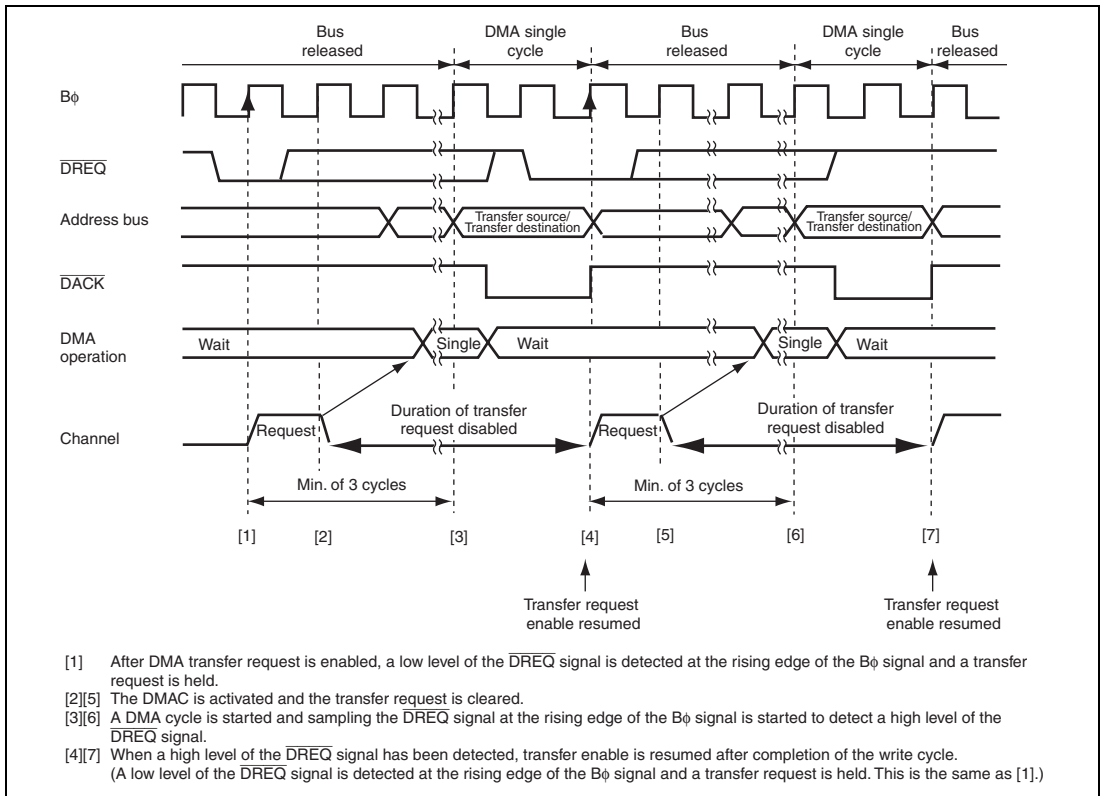 Bus released
DMA single cycle
Bus released
DMA single cycle
Bus released
Bϕ
DREQ
Address bus
Transfer source/
Transfer destination
Transfer source/
Transfer destination
DACK
DMA operation
Wait
Single
Wait
Single
Wait
Channel
Request
Duration of transfer
request disabled
Request
Duration of transfer
request disabled
Min. of 3 cycles
Min. of 3 cycles
[1] [2] [3] [4] [5] [6] [7]
Transfer request
enable resumed
Transfer request
enable resumed
[1] After DMA transfer request is enabled, a low level of the DREQ signal is detected at the rising edge of the Bϕ signal and a transfer
request is held.
[2][5] The DMAC is activated and the transfer request is cleared.
[3][6] A DMA cycle is started and sampling the DREQ signal at the rising edge of the Bϕ signal is started to detect a high level of the
DREQ signal.
[4][7] When a high level of the DREQ signal has been detected, transfer enable is resumed after completion of the write cycle.
(A low level of the DREQ signal is detected at the rising edge of the Bϕ signal and a transfer request is held. This is the same as [1].)